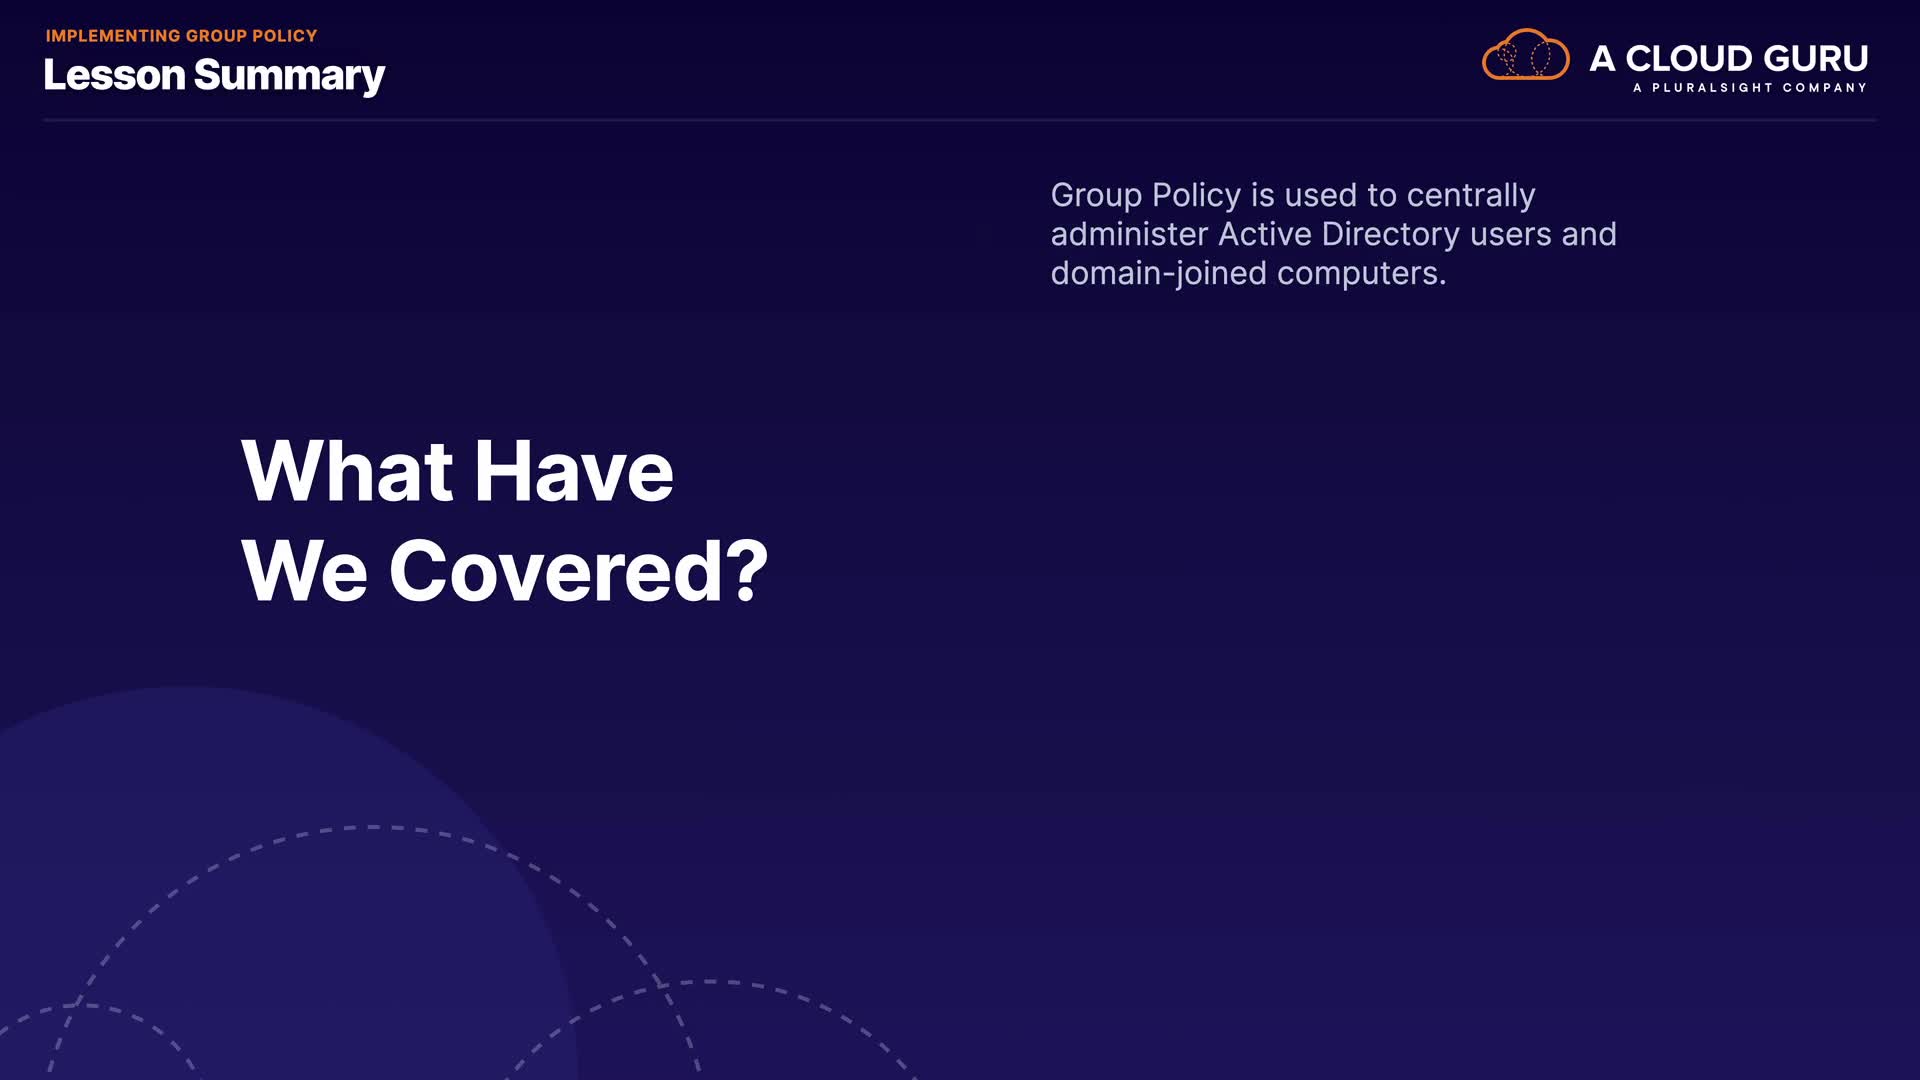 IMPLEMENTING GROUP POLICY
Lesson Summary
A CLOUD GURU
A PLURALSIGHT COMPANY
Group Policy is used to centrally
administer Active Directory users and
domain-joined computers.
What Have
We Covered?